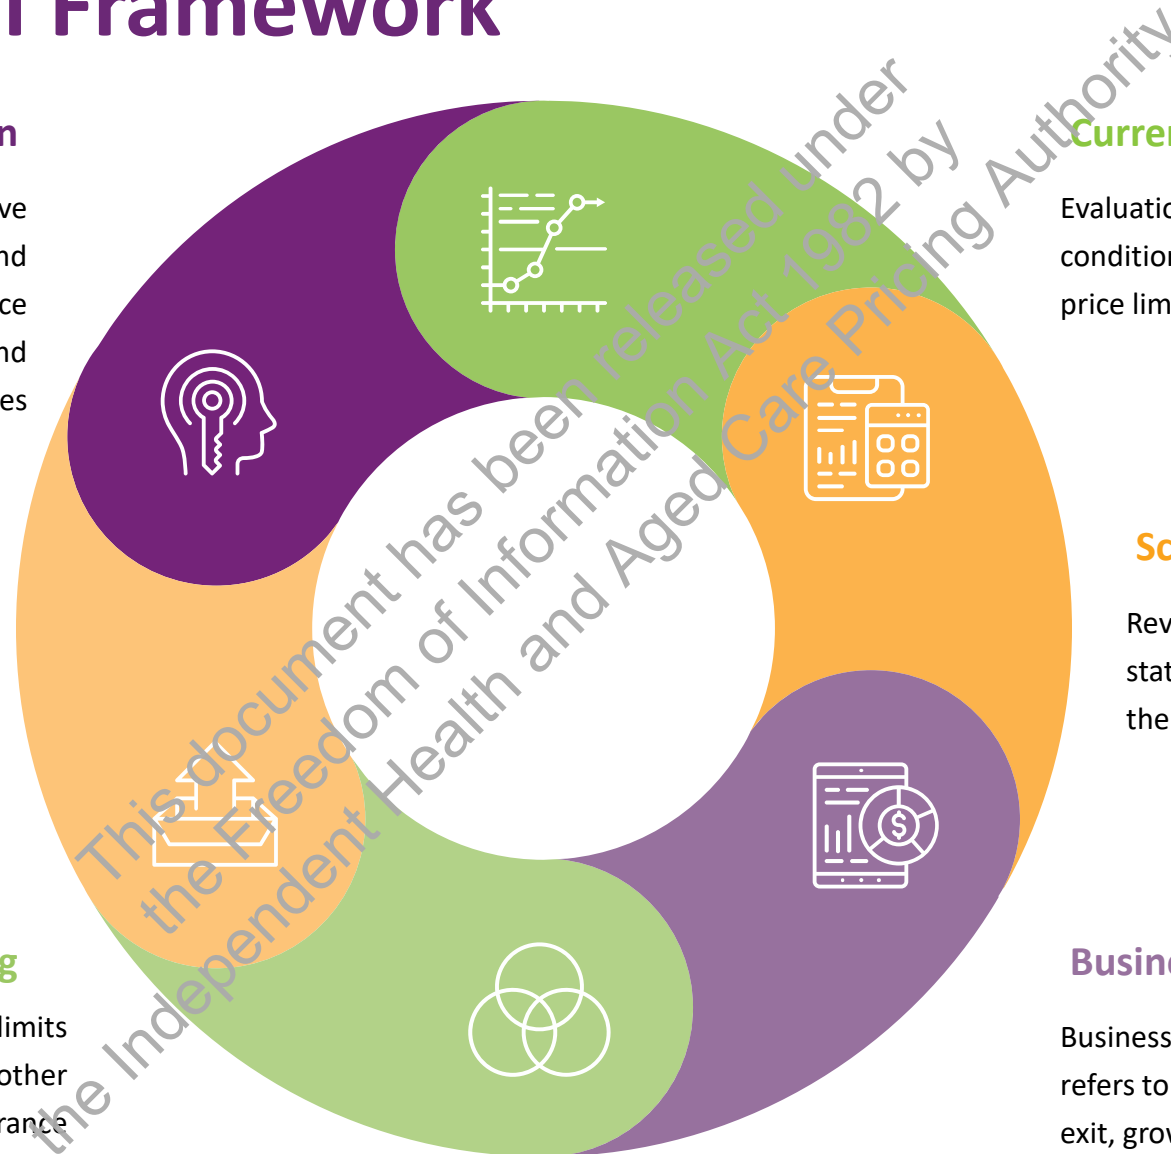 Framework
n
ve
nd
ce
nd
es
Curre
Evaluatio
condition
price lim
Sc
Rev
stat
the
Busine
Business
refers to
exit, grov
g
limits
other
rance
$
This document has been released under
the Freedom of Information Act 1982 by
the Independent Health and Aged Care Pricing Authority